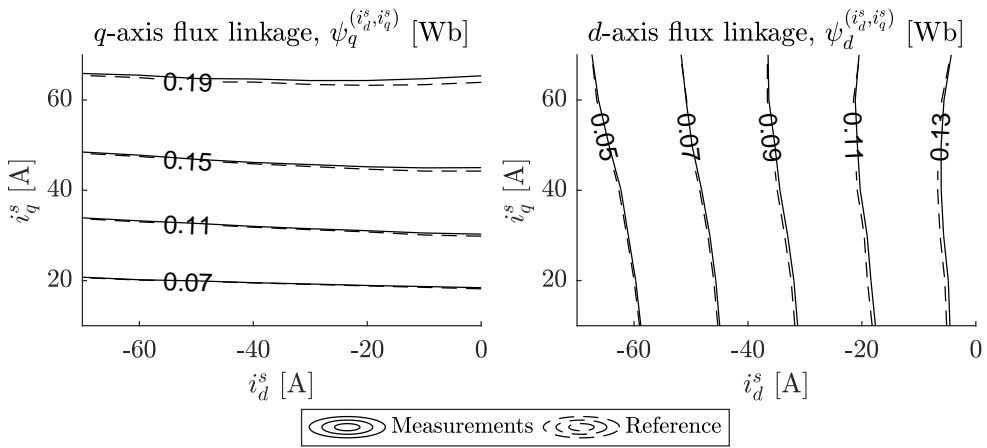 q-axis flux linkage, ψ_q^{(i_d^s,i_q^s)} [Wb]
60
40
20
i_q^s [A]
0.19
0.15
0.11
0.07
-60 -40 -20 0
i_d^s [A]
d-axis flux linkage, ψ_d^{(i_d^s,i_q^s)} [Wb]
60
40
20
i_q^s [A]
0.05 0.07 0.09 0.11 0.13
-60 -40 -20 0
i_d^s [A]
Measurements Reference